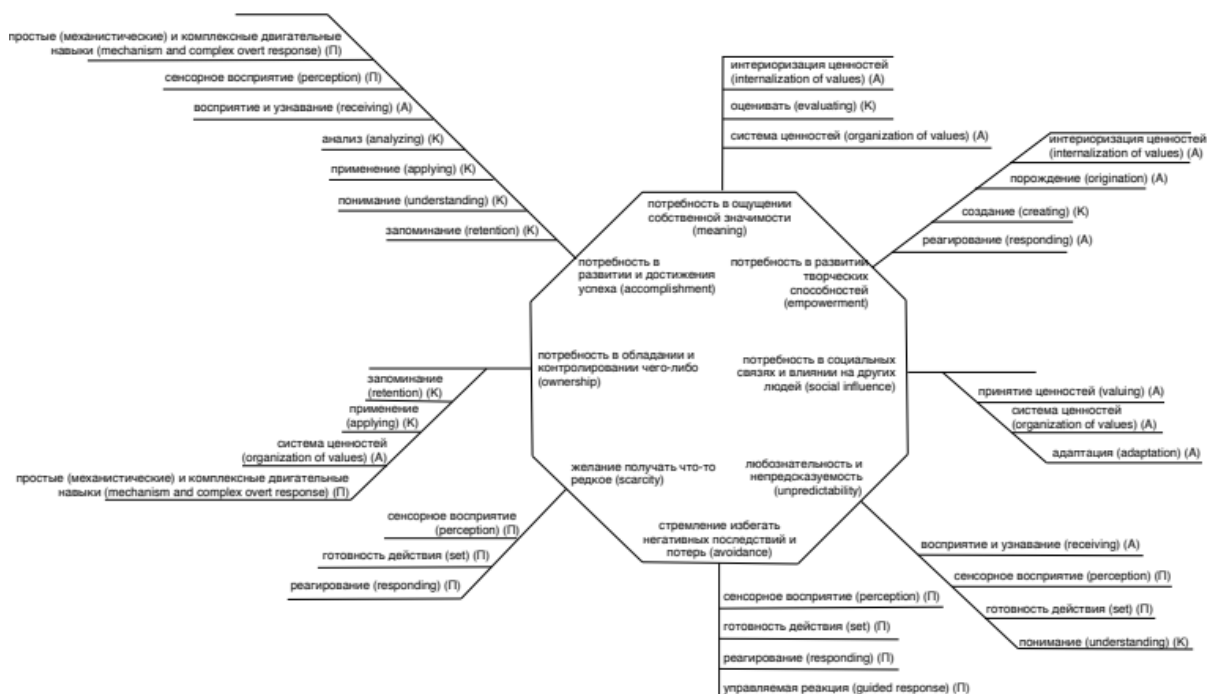 простые (механистические) и комплексные двигательные
навыки (mechanism and complex overt response) (П)
сенсорное восприятие (perception) (П)
восприятие и узнавание (receiving) (А)
анализ (analyzing) (К)
применение (applying) (К)
понимание (understanding) (К)
запоминание (retention) (К)
интериоризация ценностей
(internalization of values) (А)
оценивать (evaluating) (К)
система ценностей (organization of values) (А)
интериоризация ценностей
(internalization of values) (А)
порождение (origination) (А)
создание (creating) (К)
реагирование (responding) (А)
потребность в ощущении
собственной значимости
(meaning)
потребность в
развитии и достижения
успеха (accomplishment)
потребность в развитии
творческих
способностей
(empowerment)
потребность в обладании и
контролировании чего-либо
(ownership)
потребность в социальных
связях и влиянии на других
людей (social influence)
желание получать что-то
редкое (scarcity)
любознательность и
непредсказуемость
(unpredictability)
стремление избегать
негативных последствий и
потерь (avoidance)
запоминание
(retention) (К)
применение
(applying) (К)
система ценностей
(organization of values) (А)
простые (механистические) и комплексные двигательные
навыки (mechanism and complex overt response) (П)
принятие ценностей (valuing) (А)
система ценностей
(organization of values) (А)
адаптация (adaptation) (А)
сенсорное восприятие
(perception) (П)
готовность действия (set) (П)
реагирование (responding) (П)
сенсорное восприятие (perception) (П)
готовность действия (set) (П)
реагирование (responding) (П)
управляемая реакция (guided response) (П)
восприятие и узнавание (receiving) (А)
сенсорное восприятие (perception) (П)
готовность действия (set) (П)
понимание (understanding) (К)